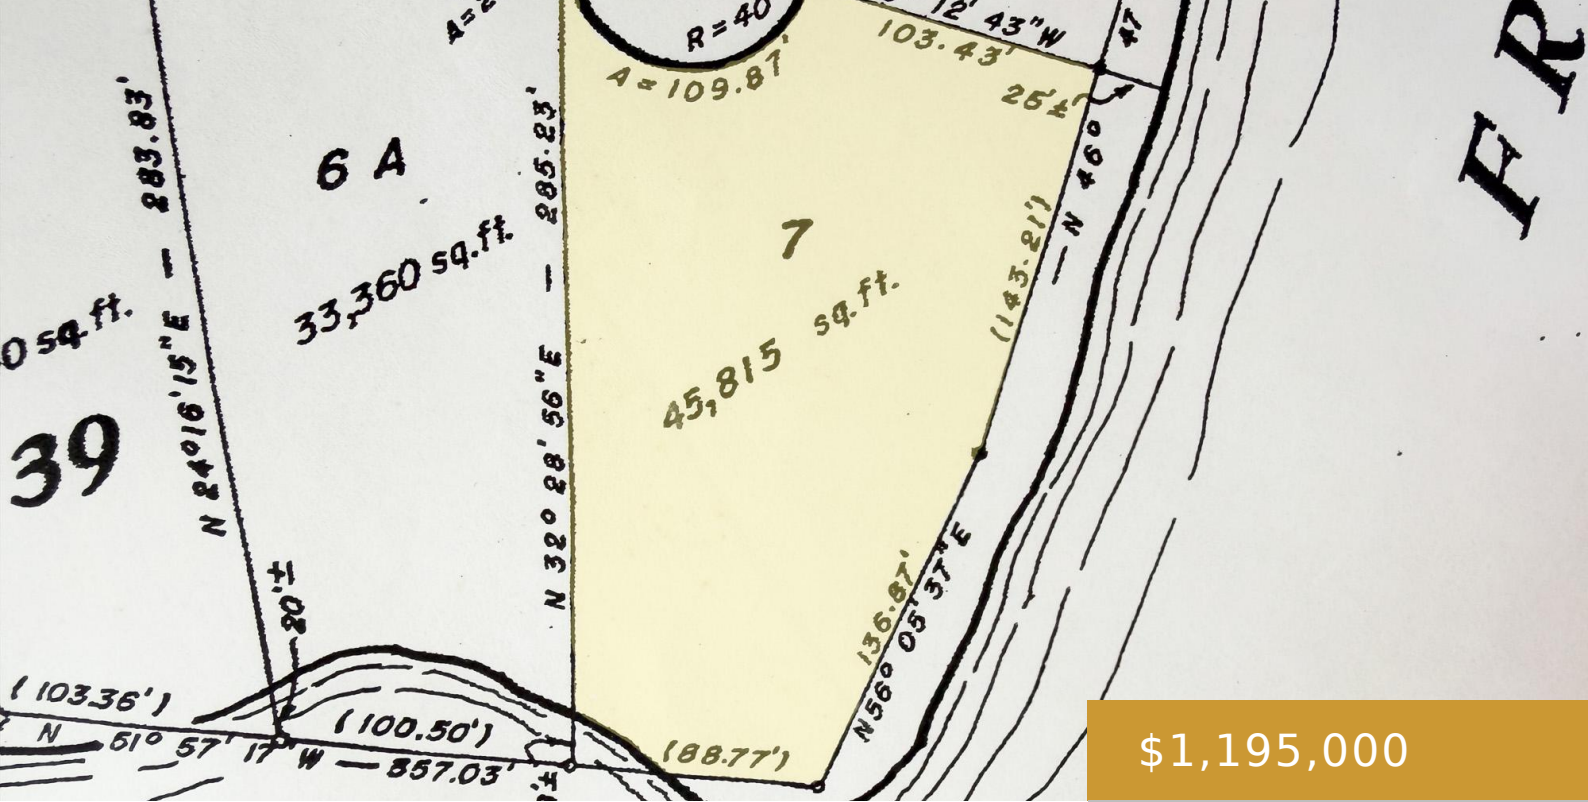 12' 43"W
47
R=40
103.43'
A=109.87'
25'±
283.83'
285.23'
N 46°
6 A
7
(143.21')
33,360 sq.ft.
0 sq.ft.
45,815 sq.ft.
N 24°16'15"E
N 32° 28' 56"E
39
136.87'
N56° 05' 37"E
20'±
(103.36')
(100.50')
(88.77')
N 61° 57' 17" W — 857.03'
FR
$1,195,000